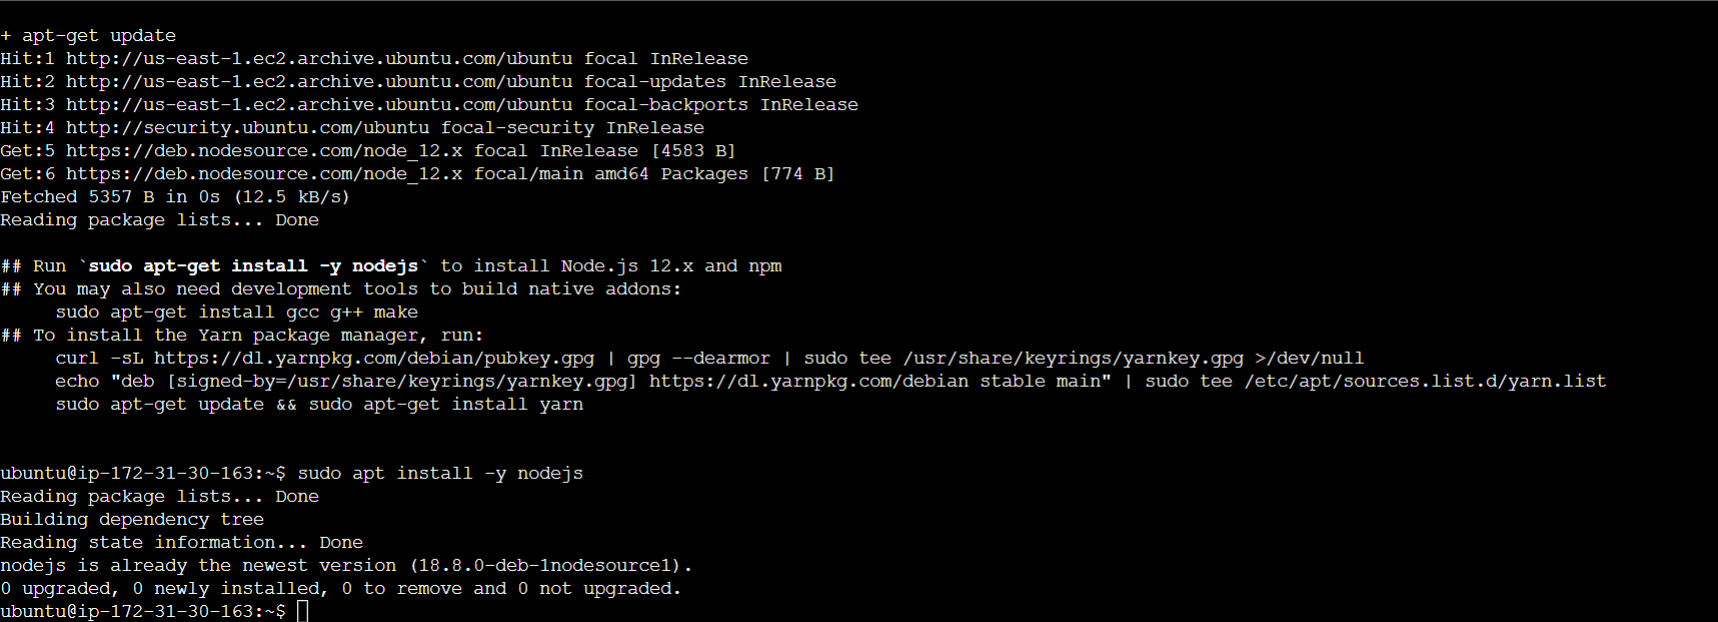 + apt-get update
Hit:1 http://us-east-1.ec2.archive.ubuntu.com/ubuntu focal InRelease
Hit:2 http://us-east-1.ec2.archive.ubuntu.com/ubuntu focal-updates InRelease
Hit:3 http://us-east-1.ec2.archive.ubuntu.com/ubuntu focal-backports InRelease
Hit:4 http://security.ubuntu.com/ubuntu focal-security InRelease
Get:5 https://deb.nodesource.com/node_12.x focal InRelease [4583 B]
Get:6 https://deb.nodesource.com/node_12.x focal/main amd64 Packages [774 B]
Fetched 5357 B in 0s (12.5 kB/s)
Reading package lists... Done
## Run `sudo apt-get install -y nodejs` to install Node.js 12.x and npm
## You may also need development tools to build native addons:
     sudo apt-get install gcc g++ make
## To install the Yarn package manager, run:
     curl -sL https://dl.yarnpkg.com/debian/pubkey.gpg | gpg --dearmor | sudo tee /usr/share/keyrings/yarnkey.gpg >/dev/null
     echo "deb [signed-by=/usr/share/keyrings/yarnkey.gpg] https://dl.yarnpkg.com/debian stable main" | sudo tee /etc/apt/sources.list.d/yarn.list
     sudo apt-get update && sudo apt-get install yarn
ubuntu@ip-172-31-30-163:~$ sudo apt install -y nodejs
Reading package lists... Done
Building dependency tree
Reading state information... Done
nodejs is already the newest version (18.8.0-deb-1nodesource1).
0 upgraded, 0 newly installed, 0 to remove and 0 not upgraded.
ubuntu@ip-172-31-30-163:~$